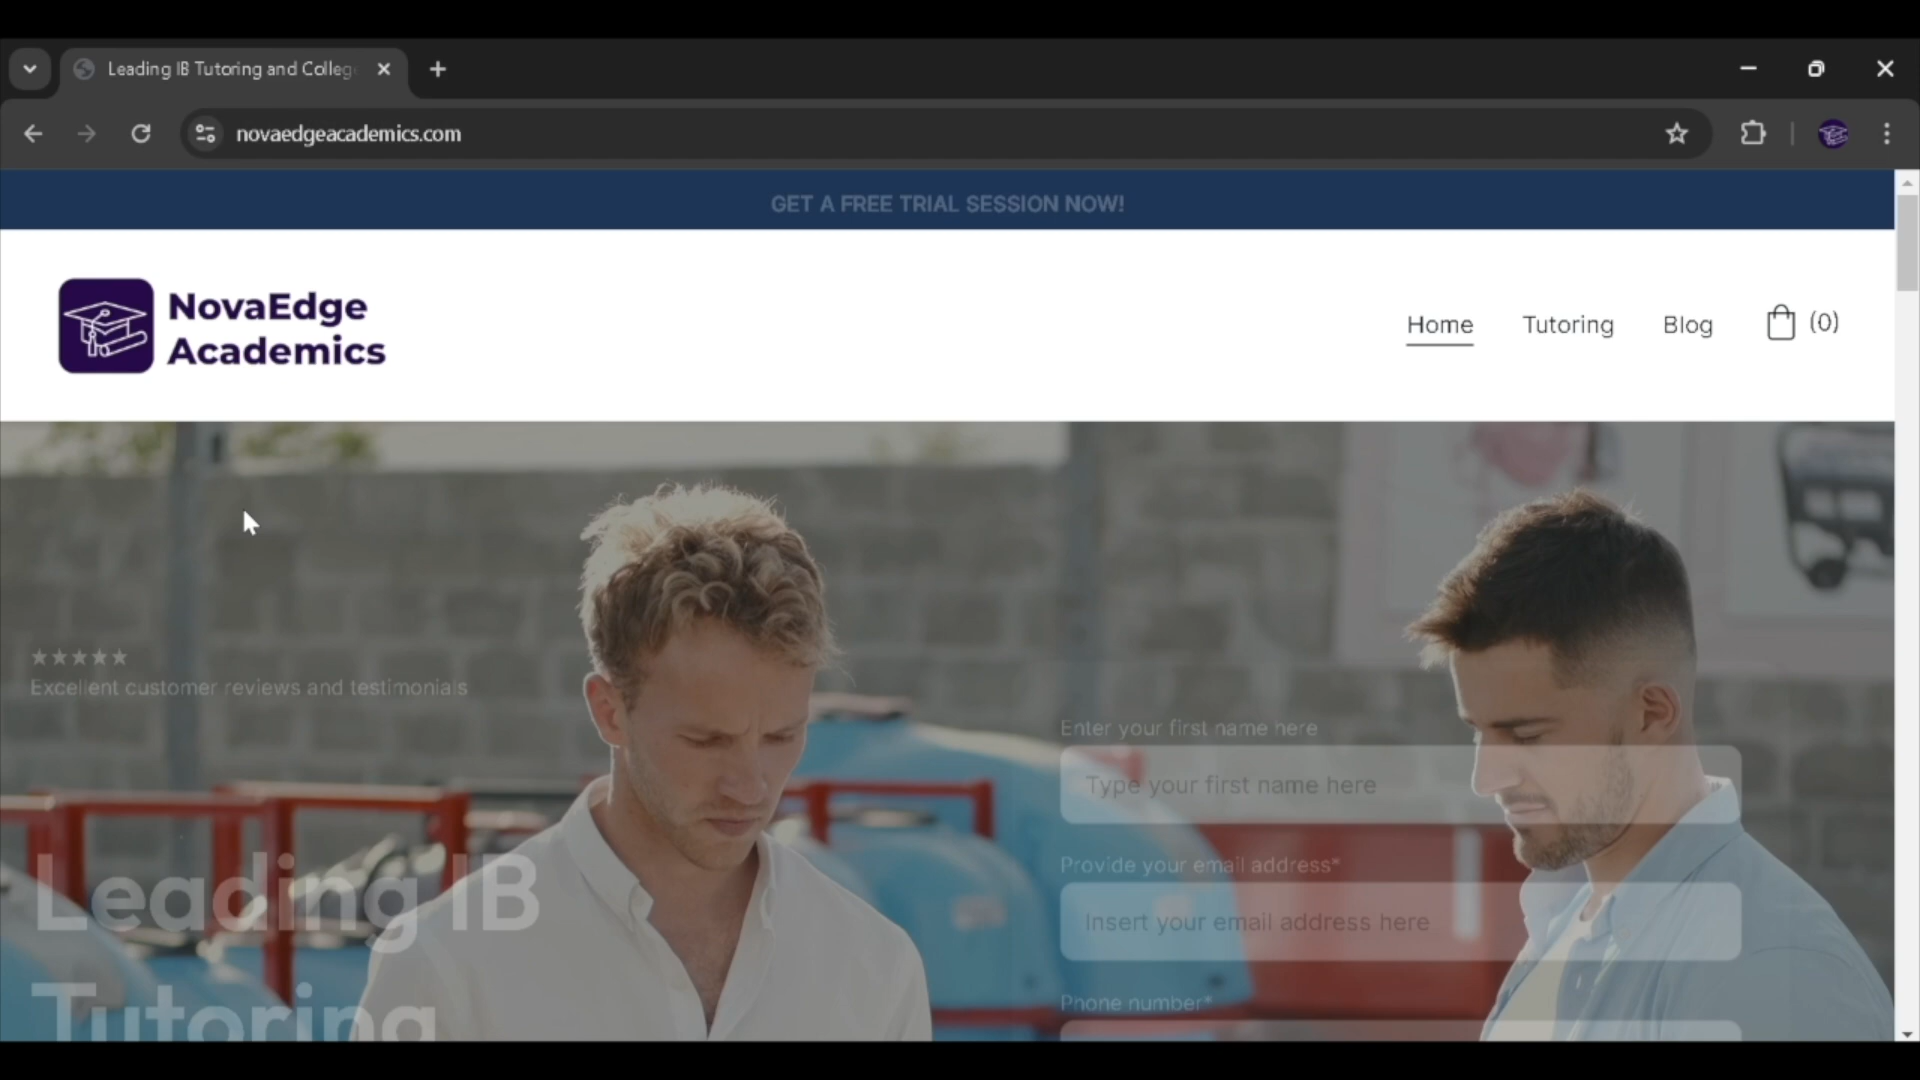 Leading IB Tutoring and Colleg
novaedgeacademics.com
GET A FREE TRIAL SESSION NOW!
NovaEdge
Academics
Home
Tutoring
Blog
(0)
★★★★★
Excellent customer reviews and testimonials
Enter your first name here
Type your first name here
Provide your email address*
Insert your email address here
Leading IB
Tutoring
Phone number*